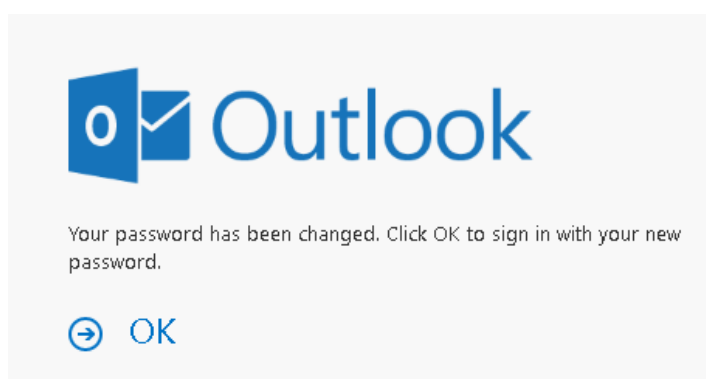 Outlook
Your password has been changed. Click OK to sign in with your new
password.
OK